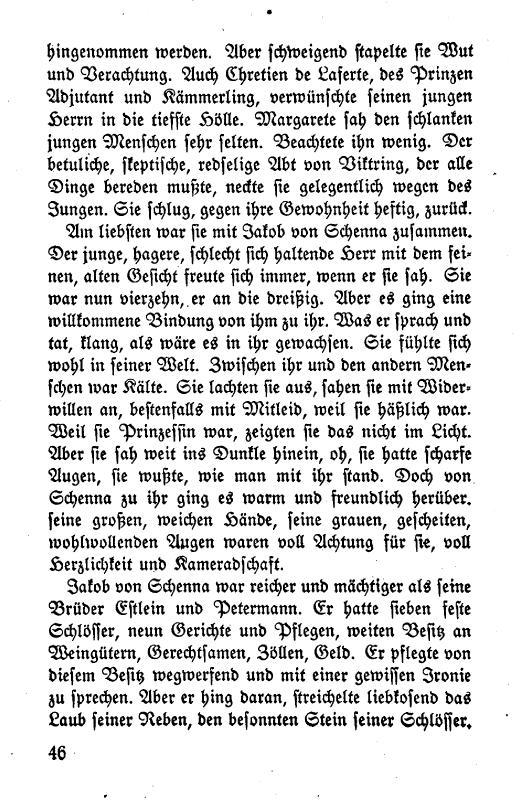 hingenommen werden. Aber schweigend stapelte sie Wut
und Verachtung. Auch Chretien de Laferte, des Prinzen
Adjutant und Kämmerling, verwünschte seinen jungen
Herrn in die tiefste Hölle. Margarete sah den schlanken
jungen Menschen sehr selten. Beachtete ihn wenig. Der
betuliche, skeptische, redselige Abt von Viktring, der alle
Dinge bereden mußte, neckte sie gelegentlich wegen des
Jungen. Sie schlug, gegen ihre Gewohnheit heftig, zurück.
Am liebsten war sie mit Jakob von Schenna zusammen.
Der junge, hagere, schlecht sich haltende Herr mit dem fei-
nen, alten Gesicht freute sich immer, wenn er sie sah. Sie
war nun vierzehn, er an die dreißig. Aber es ging eine
willkommene Bindung von ihm zu ihr. Was er sprach und
tat, klang, als wäre es in ihr gewachsen. Sie fühlte sich
wohl in seiner Welt. Zwischen ihr und den andern Men-
schen war Kälte. Sie lachten sie aus, sahen sie mit Wider-
willen an, bestenfalls mit Mitleid, weil sie häßlich war.
Weil sie Prinzessin war, zeigten sie das nicht im Licht.
Aber sie sah weit ins Dunkle hinein, oh, sie hatte scharfe
Augen, sie wußte, wie man mit ihr stand. Doch von
Schenna zu ihr ging es warm und freundlich herüber.
seine großen, weichen Hände, seine grauen, gescheiten,
wohlwollenden Augen waren voll Achtung für sie, voll
Herzlichkeit und Kameradschaft.
Jakob von Schenna war reicher und mächtiger als seine
Brüder Estlein und Petermann. Er hatte sieben feste
Schlösser, neun Gerichte und Pflegen, weiten Besitz an
Weingütern, Gerechtsamen, Zöllen, Geld. Er pflegte von
diesem Besitz wegwerfend und mit einer gewissen Ironie
zu sprechen. Aber er hing daran, streichelte liebkosend das
Laub seiner Reben, den besonnten Stein seiner Schlösser.
46